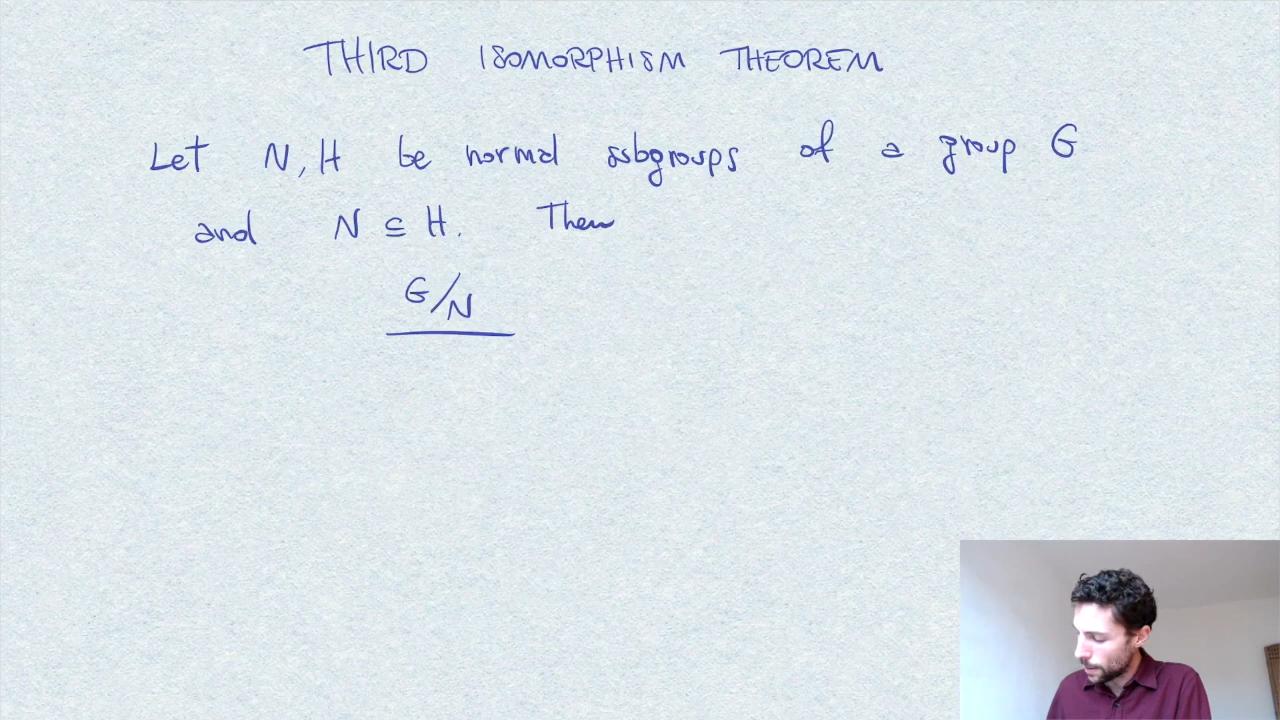 THIRD ISOMORPHISM THEOREM
Let N, H be normal subgroups of a group G
and N ⊆ H. Then
G/N